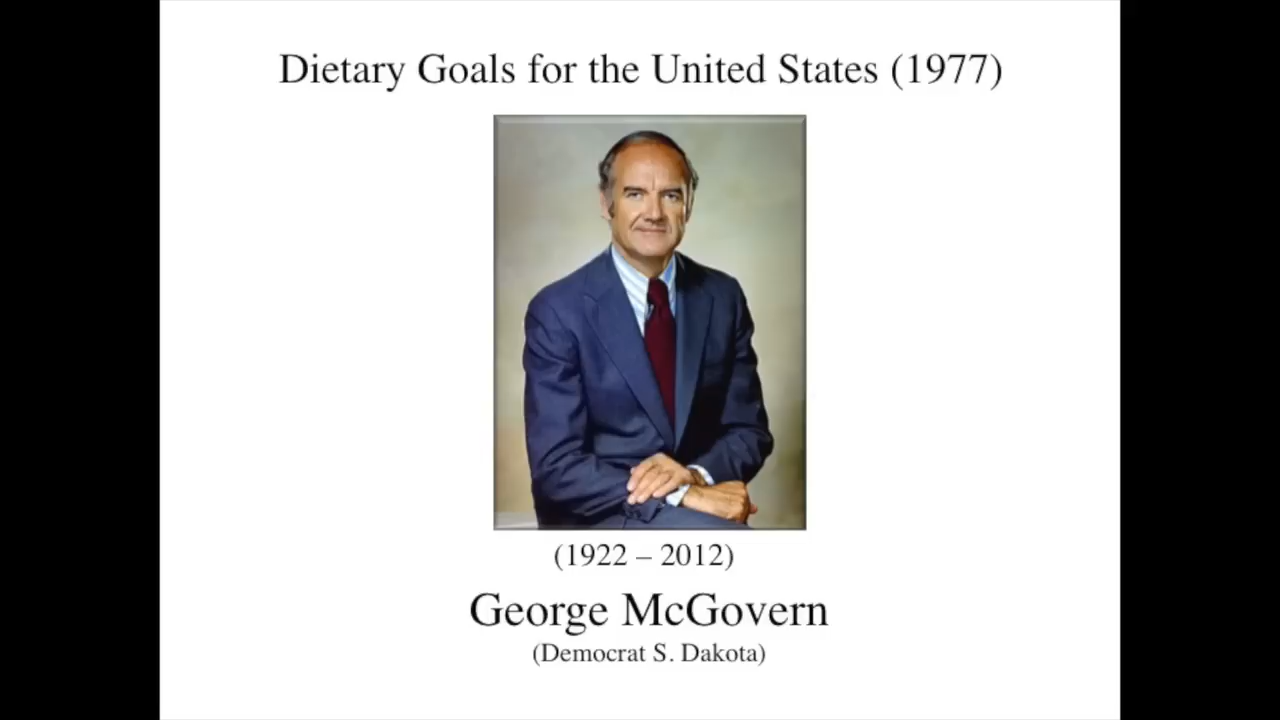 Dietary Goals for the United States (1977)
(1922 – 2012)
George McGovern
(Democrat S. Dakota)